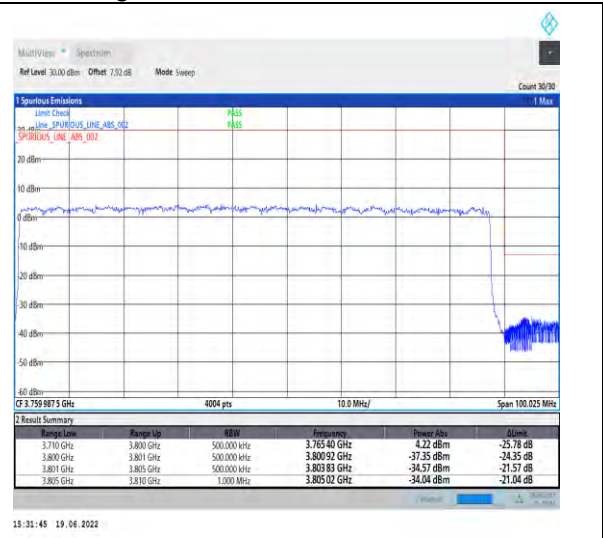 MultiView Spectrum
Ref Level 30.00 dBm Offset 7.92 dB Mode Sweep
Count 30/30
1 Spurious Emissions 1 Max
Limit Check PASS
Line _SPURIOUS_LINE_ABS_002 PASS
_SPURIOUS_LINE_ABS_002
20 dBm
10 dBm
0 dBm
-10 dBm
-20 dBm
-30 dBm
-40 dBm
-50 dBm
-60 dBm
CF 3.7599875 GHz 4004 pts 10.0 MHz/ Span 100.025 MHz
2 Result Summary
Range Low Range Up RBW Frequency Power Abs ΔLimit
3.710 GHz 3.800 GHz 500.000 kHz 3.76540 GHz 4.22 dBm -25.78 dB
3.800 GHz 3.801 GHz 500.000 kHz 3.80092 GHz -37.35 dBm -24.35 dB
3.801 GHz 3.805 GHz 500.000 kHz 3.80383 GHz -34.57 dBm -21.57 dB
3.805 GHz 3.810 GHz 1.000 MHz 3.80502 GHz -34.04 dBm -21.04 dB
15:31:45 19.06.2022